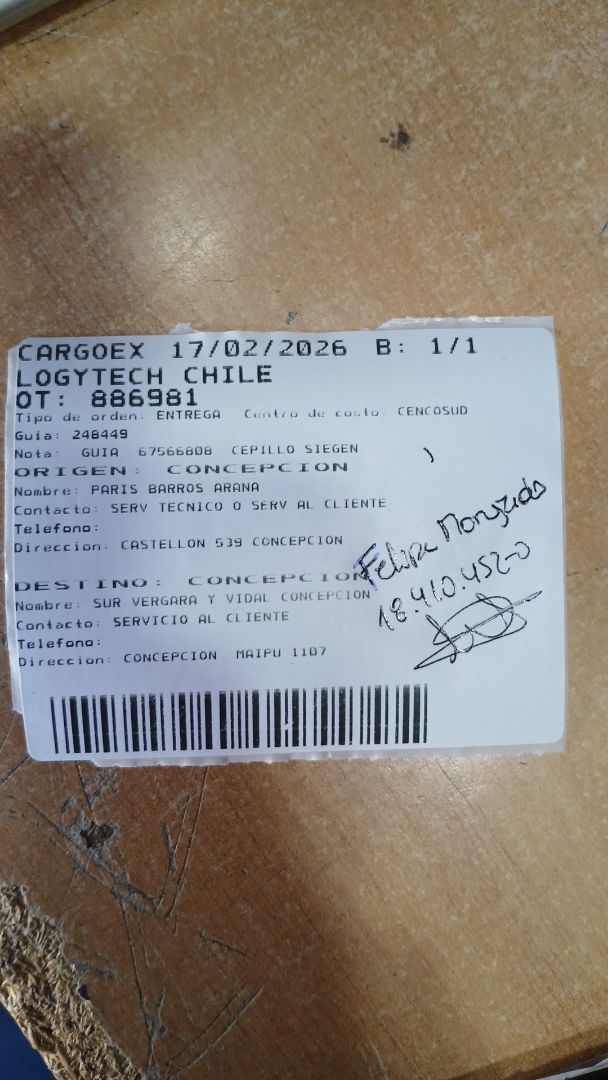 CARGOEX 17/02/2026 B: 1/1
LOGYTECH CHILE
OT: 886981
Tipo de orden: ENTREGA Centro de costo: CENCOSUD
Guia: 248449
Nota: GUIA 67566808 CEPILLO SIEGEN
ORIGEN: CONCEPCION
Nombre: PARIS BARROS ARANA
Contacto: SERV TECNICO O SERV AL CLIENTE
Telefono:
Direccion: CASTELLON 539 CONCEPCION
DESTINO: CONCEPCION
Nombre: SUR VERGARA Y VIDAL CONCEPCION
Contacto: SERVICIO AL CLIENTE
Telefono:
Direccion: CONCEPCION MAIPU 1107
Felipe
18.410.452-0